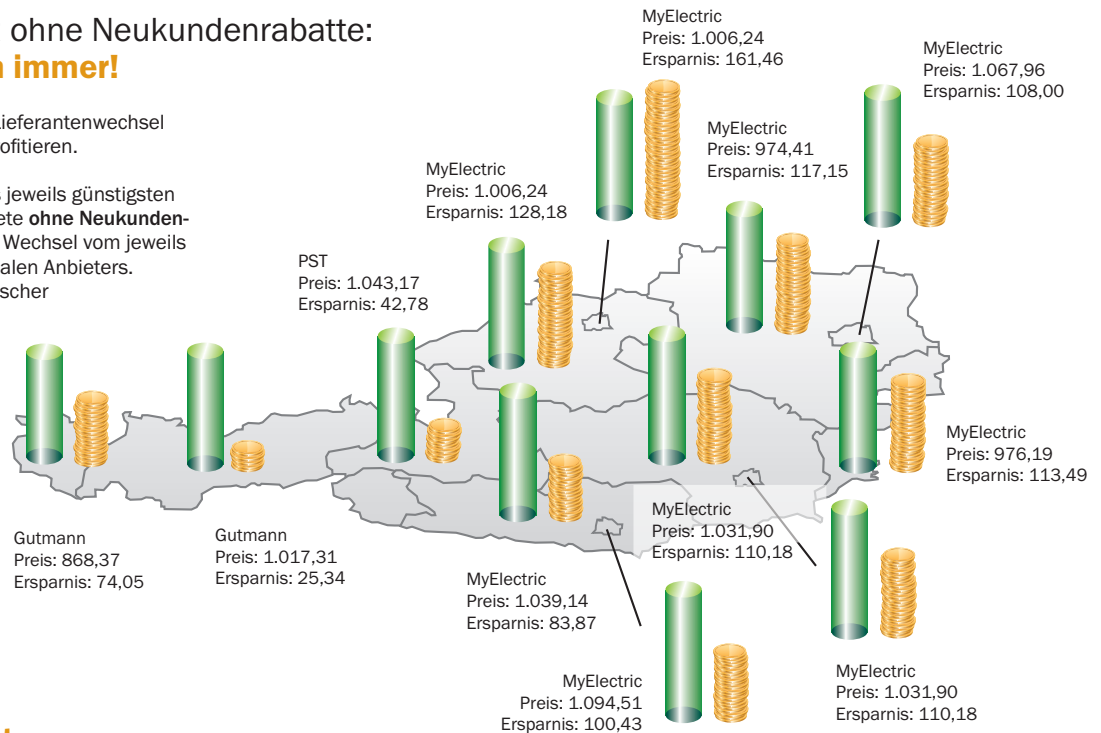 ohne Neukundenrabatte:
immer!
Lieferantenwechsel
jeweils günstigsten
ohne Neukunden-
Wechsel vom jeweils
Anbieters.
MyElectric
Preis: 1.006,24
Ersparnis: 161,46
MyElectric
Preis: 1.067,96
Ersparnis: 108,00
MyElectric
Preis: 974,41
Ersparnis: 117,15
MyElectric
Preis: 1.006,24
Ersparnis: 128,18
PST
Preis: 1.043,17
Ersparnis: 42,78
MyElectric
Preis: 976,19
Ersparnis: 113,49
MyElectric
Preis: 1.031,90
Ersparnis: 110,18
Gutmann
Preis: 868,37
Ersparnis: 74,05
Gutmann
Preis: 1.017,31
Ersparnis: 25,34
MyElectric
Preis: 1.039,14
Ersparnis: 83,87
MyElectric
Preis: 1.094,51
Ersparnis: 100,43
MyElectric
Preis: 1.031,90
Ersparnis: 110,18